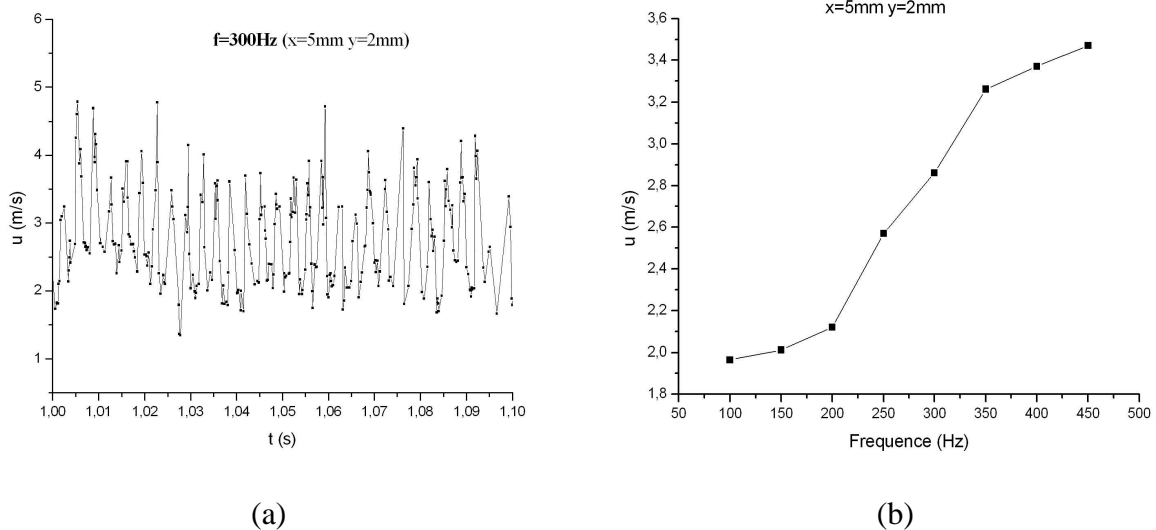 f=300Hz (x=5mm y=2mm)
6
5
4
3
2
1
u (m/s)
1,00 1,01 1,02 1,03 1,04 1,05 1,06 1,07 1,08 1,09 1,10
t (s)
(a)
x=5mm y=2mm
3,6
3,4
3,2
3,0
2,8
2,6
2,4
2,2
2,0
1,8
u (m/s)
50 100 150 200 250 300 350 400 450 500
Frequence (Hz)
(b)